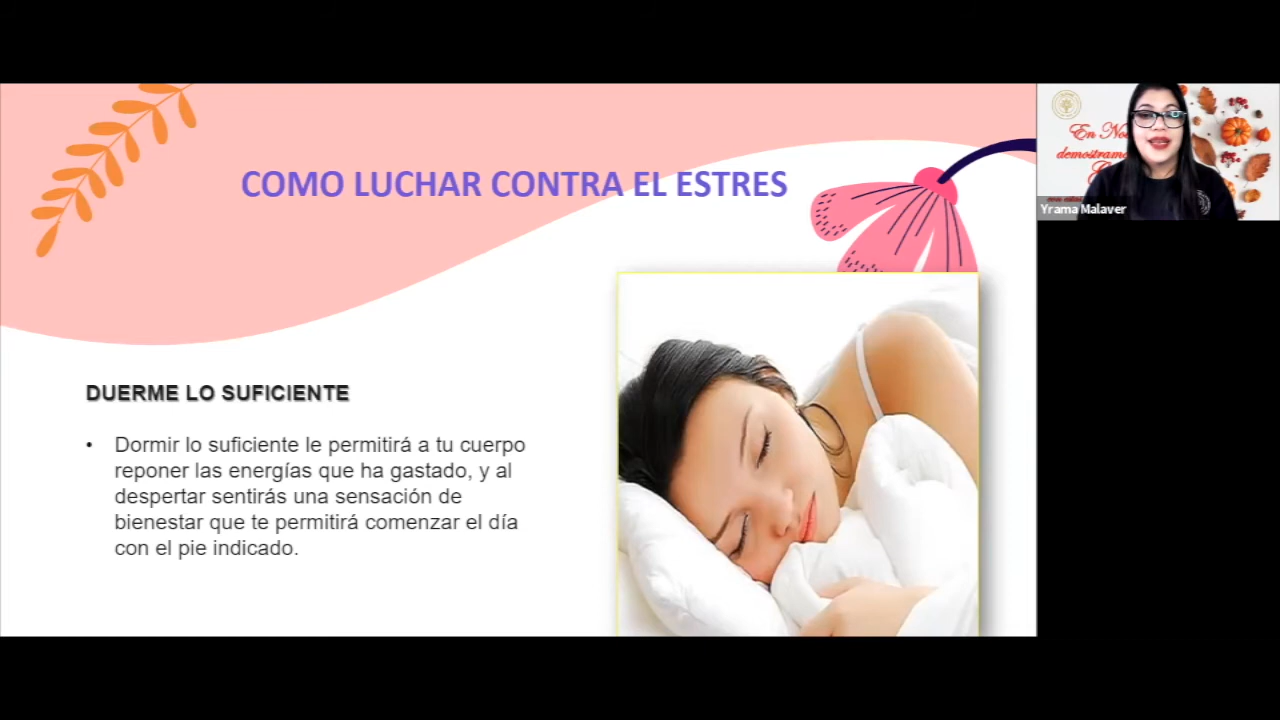 COMO LUCHAR CONTRA EL ESTRES
DUERME LO SUFICIENTE
• Dormir lo suficiente le permitirá a tu cuerpo
reponer las energías que ha gastado, y al
despertar sentirás una sensación de
bienestar que te permitirá comenzar el día
con el pie indicado.
En
Yrama Malaver